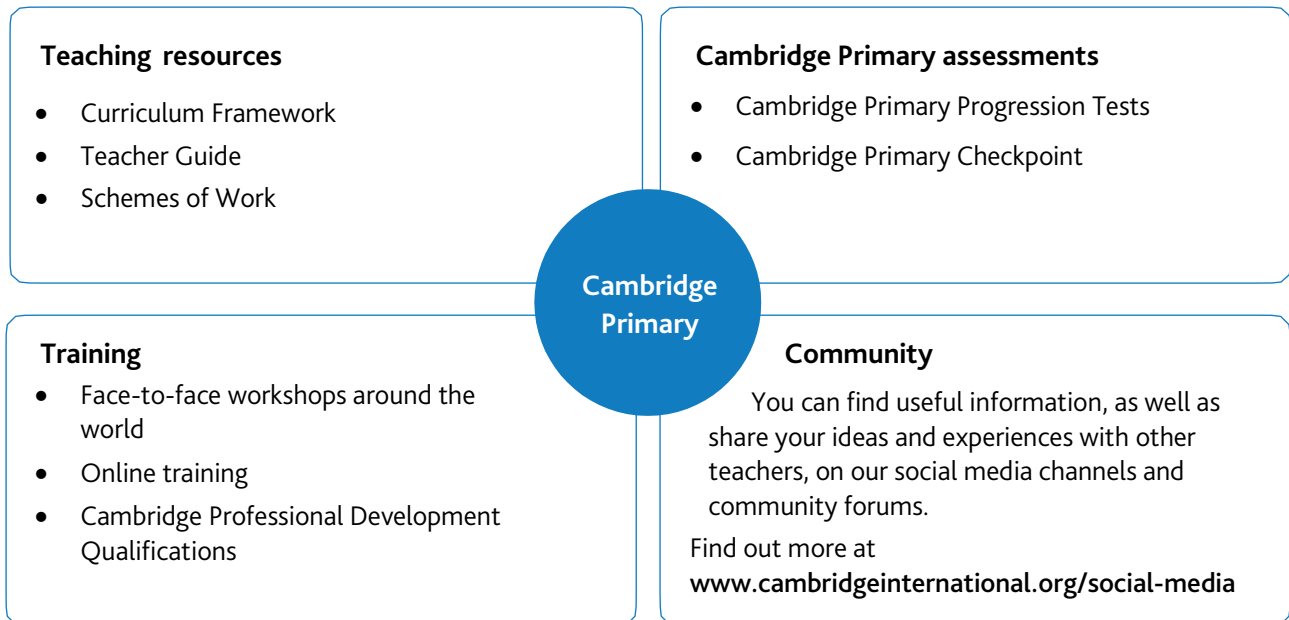 Teaching resources
• Curriculum Framework
• Teacher Guide
• Schemes of Work
Cambridge Primary assessments
• Cambridge Primary Progression Tests
• Cambridge Primary Checkpoint
Cambridge
Primary
Training
• Face-to-face workshops around the
world
• Online training
• Cambridge Professional Development
Qualifications
Community
You can find useful information, as well as
share your ideas and experiences with other
teachers, on our social media channels and
community forums.
Find out more at
www.cambridgeinternational.org/social-media